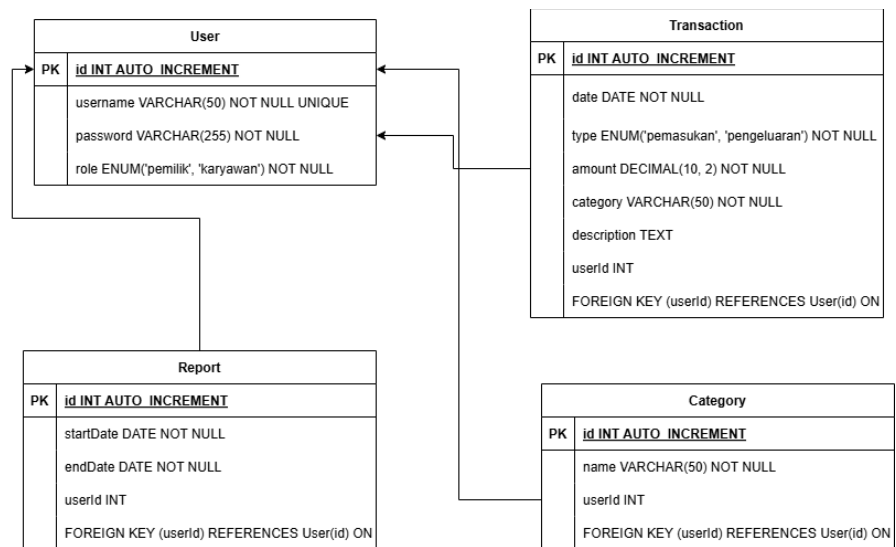 User
PK id INT AUTO_INCREMENT
username VARCHAR(50) NOT NULL UNIQUE
password VARCHAR(255) NOT NULL
role ENUM('pemilik', 'karyawan') NOT NULL
Transaction
PK id INT AUTO_INCREMENT
date DATE NOT NULL
type ENUM('pemasukan', 'pengeluaran') NOT NULL
amount DECIMAL(10, 2) NOT NULL
category VARCHAR(50) NOT NULL
description TEXT
userId INT
FOREIGN KEY (userId) REFERENCES User(id) ON
Report
PK id INT AUTO_INCREMENT
startDate DATE NOT NULL
endDate DATE NOT NULL
userId INT
FOREIGN KEY (userId) REFERENCES User(id) ON
Category
PK id INT AUTO_INCREMENT
name VARCHAR(50) NOT NULL
userId INT
FOREIGN KEY (userId) REFERENCES User(id) ON